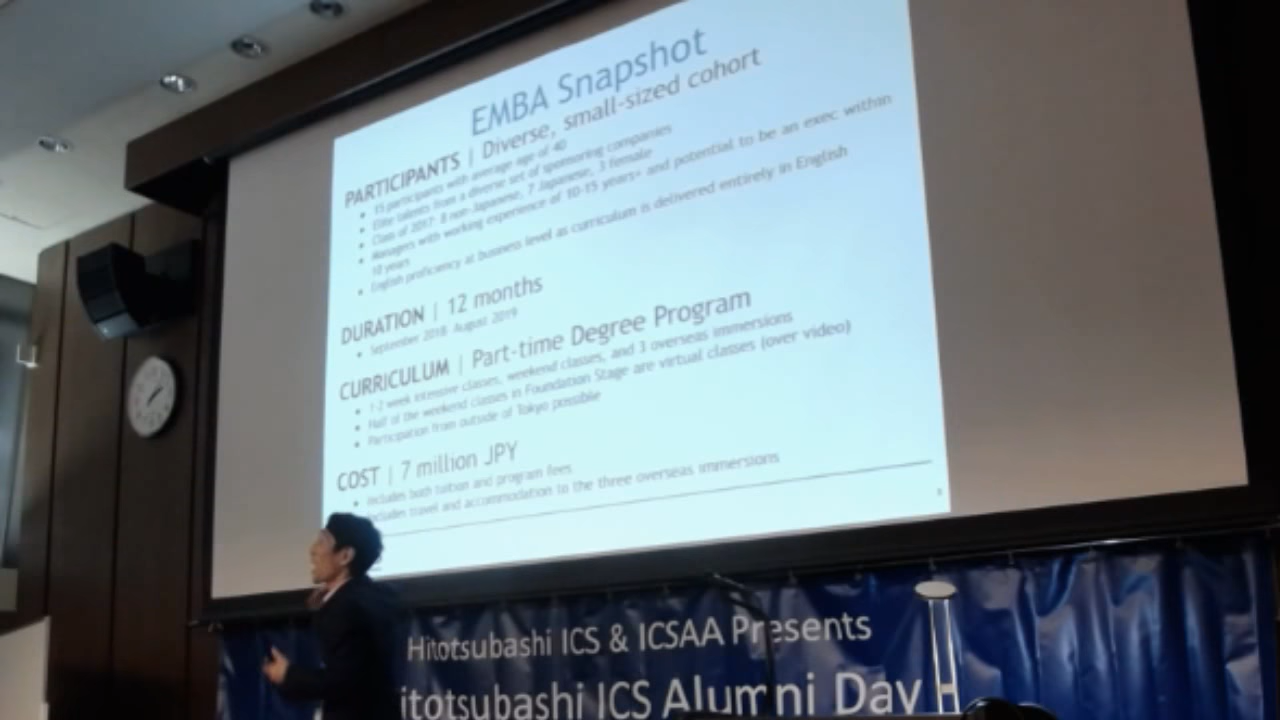 EMBA Snapshot
PARTICIPANTS | Diverse, small-sized cohort
• 15 participants with average age of 40
• Elite talents from a diverse set of sponsoring companies
• Class of 2017: 8 non-Japanese, 7 Japanese, 3 female
• Managers with working experience of 10-15 years+ and potential to be an exec within
10 years
• English proficiency at business level as curriculum is delivered entirely in English
DURATION | 12 months
• September 2018- August 2019
CURRICULUM | Part-time Degree Program
• 1-2 week intensive classes, weekend classes, and 3 overseas immersions
• Half of the weekend classes in Foundation Stage are virtual classes (over video)
• Participation from outside of Tokyo possible
COST | 7 million JPY
• Includes both tuition and program fees
• Includes travel and accommodation to the three overseas immersions
Hitotsubashi ICS & ICSAA Presents
itotsubashi ICS Alumni Day